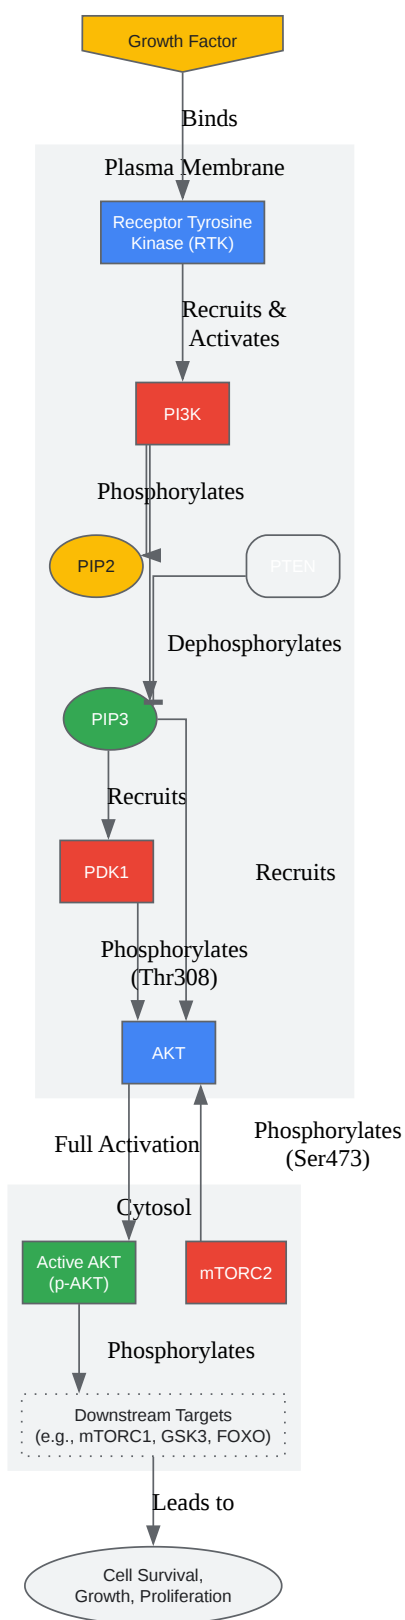 Growth Factor
Binds
Plasma Membrane
Receptor Tyrosine
Kinase (RTK)
Recruits &
Activates
PI3K
Phosphorylates
PIP2
PTEN
Dephosphorylates
PIP3
Recruits
PDK1
Recruits
Phosphorylates
(Thr308)
AKT
Full Activation
Phosphorylates
(Ser473)
Cytosol
Active AKT
(p-AKT)
mTORC2
Phosphorylates
Downstream Targets
(e.g., mTORC1, GSK3, FOXO)
Leads to
Cell Survival,
Growth, Proliferation